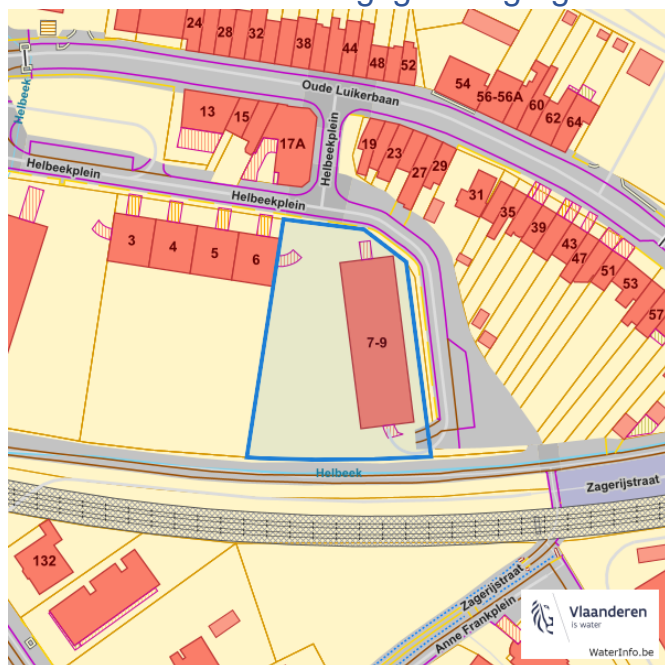 24
28
32
38
44
48
52
54
56-56A
60
62
64
Oude Luikerbaan
Helbeek
13
15
17A
Helbeekplein
19
23
27
29
31
35
39
43
47
51
53
57
Helbeekplein
Helbeekplein
3
4
5
6
7-9
Helbeek
Zagerijstraat
132
Zagerijstraat
Anne Frankplein
Vlaanderen
is water
WaterInfo.be